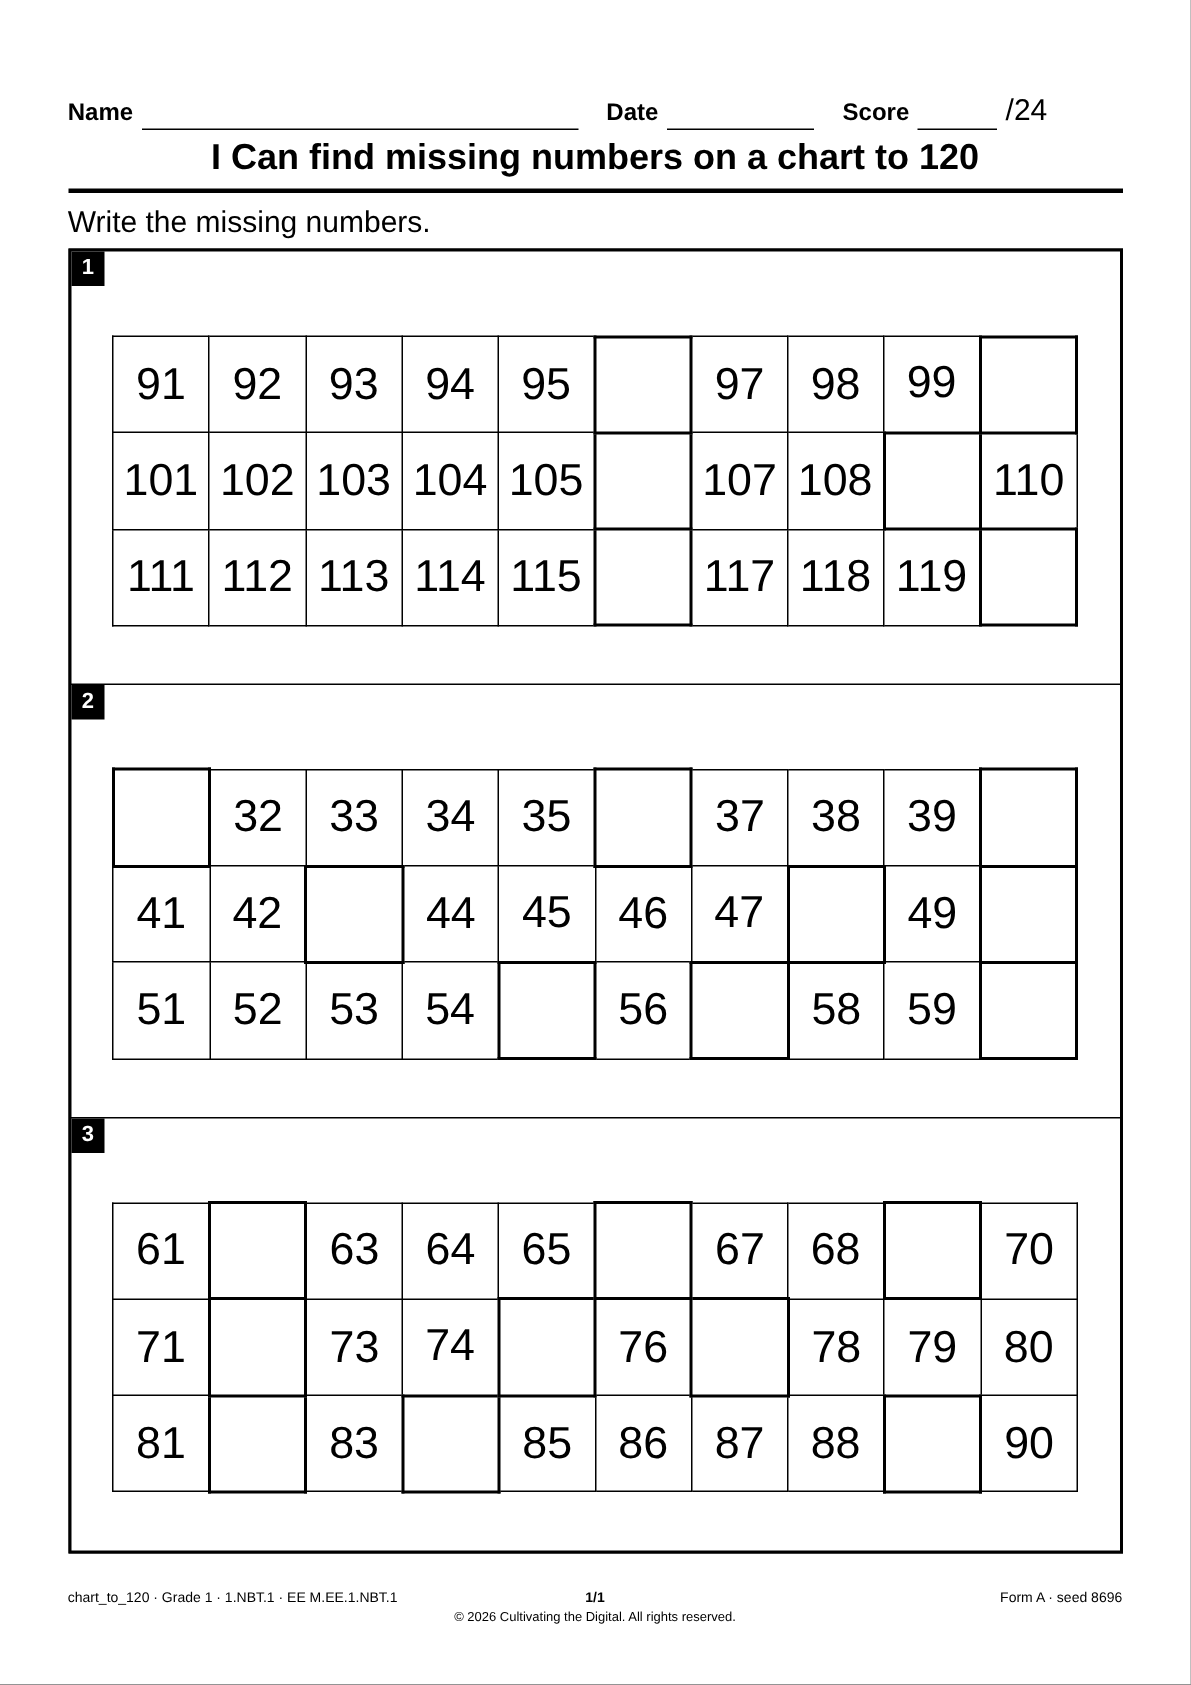 Name Date Score /24
I Can find missing numbers on a chart to 120
Write the missing numbers.
1
91 92 93 94 95 97 98 99
101 102 103 104 105 107 108 110
111 112 113 114 115 117 118 119
2
32 33 34 35 37 38 39
41 42 44 45 46 47 49
51 52 53 54 56 58 59
3
61 63 64 65 67 68 70
71 73 74 76 78 79 80
81 83 85 86 87 88 90
chart_to_120 · Grade 1 · 1.NBT.1 · EE M.EE.1.NBT.1 1/1 Form A · seed 8696
© 2026 Cultivating the Digital. All rights reserved.